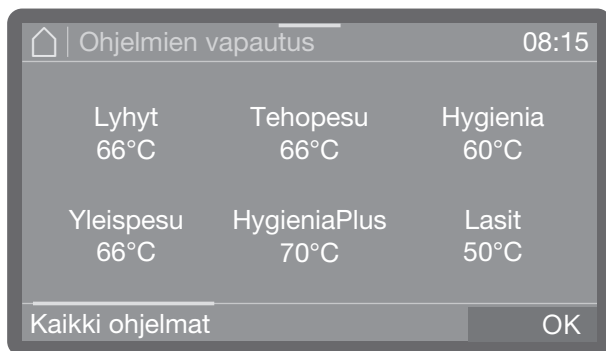 Ohjelmien vapautus 08:15
Lyhyt Tehopesu Hygienia
66°C 66°C 60°C
Yleispesu HygieniaPlus Lasit
66°C 70°C 50°C
Kaikki ohjelmat OK